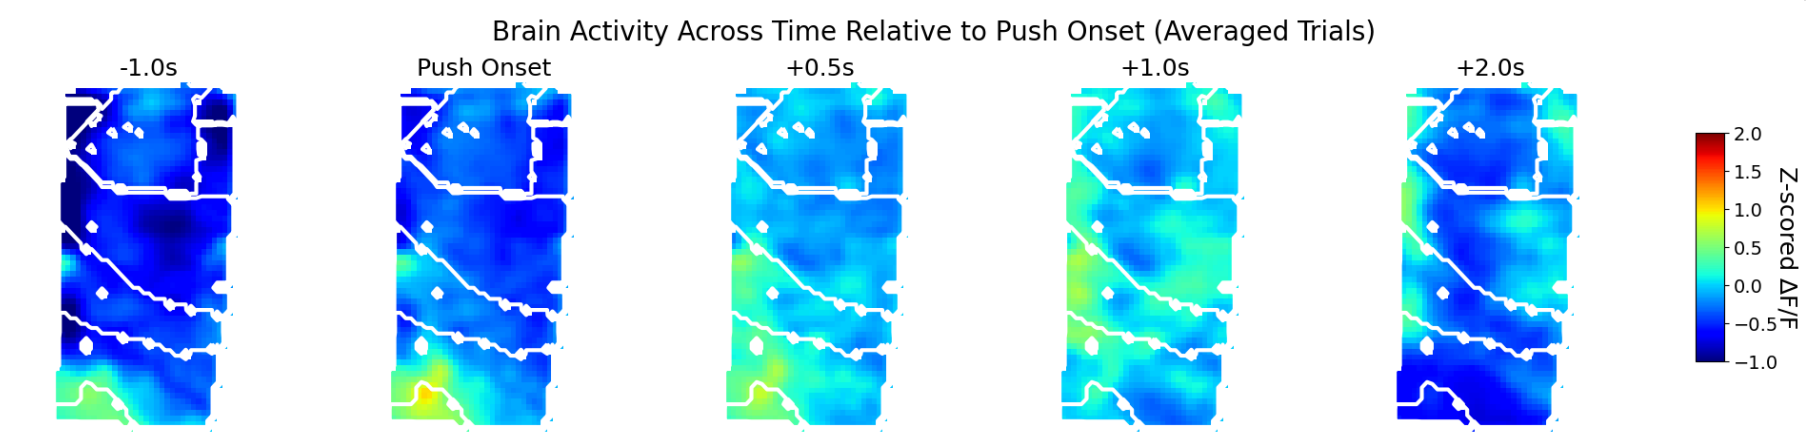 Brain Activity Across Time Relative to Push Onset (Averaged Trials)
-1.0s
Push Onset
+0.5s
+1.0s
+2.0s
2.0
1.5
1.0
0.5
0.0
−0.5
−1.0
Z-scored ΔF/F